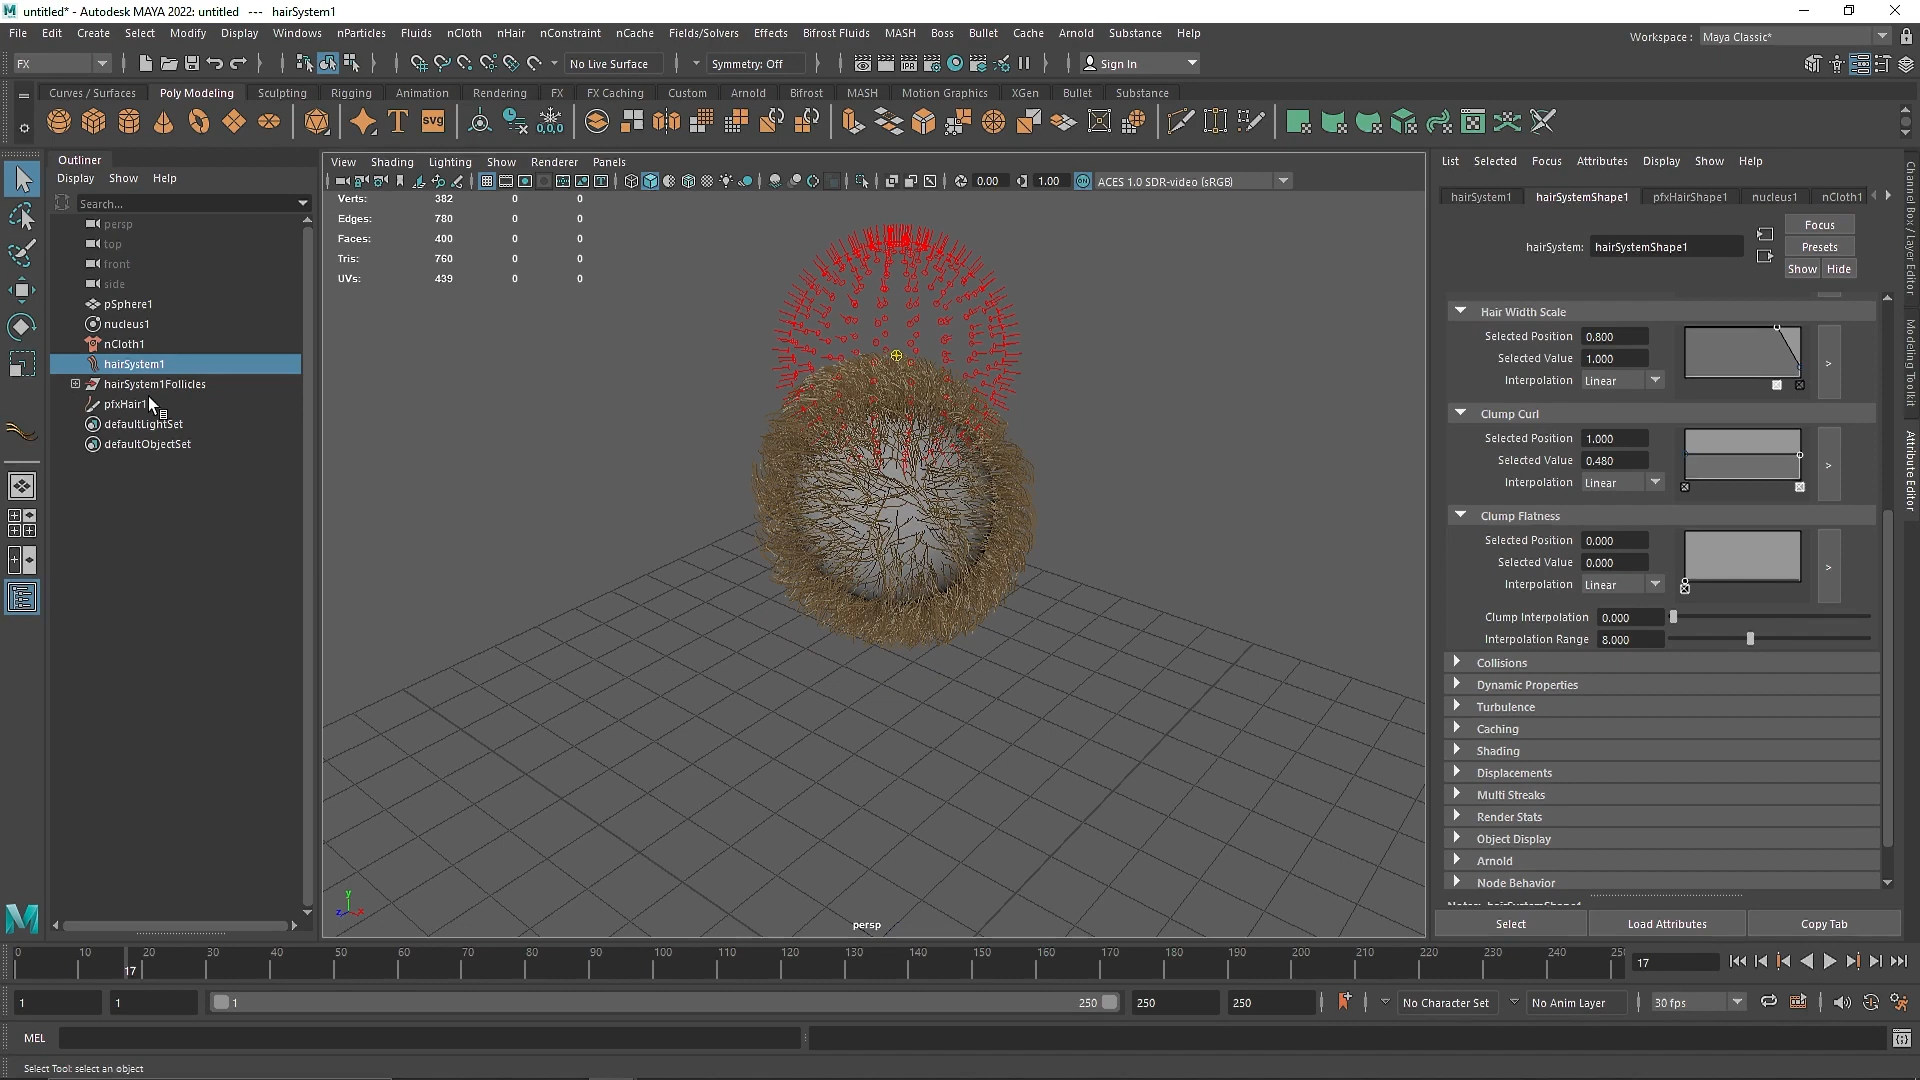 untitled* - Autodesk MAYA 2022: untitled --- hairSystem1
File Edit Create Select Modify Display Windows nParticles Fluids nCloth nHair nConstraint nCache Fields/Solvers Effects Bifrost Fluids MASH Boss Bullet Cache Arnold Substance Help
Workspace : Maya Classic*
FX No Live Surface Symmetry: Off Sign In
Curves / Surfaces Poly Modeling Sculpting Rigging Animation Rendering FX FX Caching Custom Arnold Bifrost MASH Motion Graphics XGen Bullet Substance
SVG 0,0,0
Outliner
Display Show Help
Search...
persp
top
front
side
pSphere1
nucleus1
nCloth1
hairSystem1
hairSystem1Follicles
pfxHair1
defaultLightSet
defaultObjectSet
View Shading Lighting Show Renderer Panels
0.00 1.00 ON ACES 1.0 SDR-video (sRGB)
Verts: 382 0 0
Edges: 780 0 0
Faces: 400 0 0
Tris: 760 0 0
UVs: 439 0 0
persp
y
z x
List Selected Focus Attributes Display Show Help
hairSystem1 hairSystemShape1 pfxHairShape1 nucleus1 nCloth1
hairSystem: hairSystemShape1
Focus
Presets
Show Hide
Hair Width Scale
Selected Position 0.800
Selected Value 1.000
Interpolation Linear
>
Clump Curl
Selected Position 1.000
Selected Value 0.480
Interpolation Linear
>
Clump Flatness
Selected Position 0.000
Selected Value 0.000
Interpolation Linear
>
Clump Interpolation 0.000
Interpolation Range 8.000
Collisions
Dynamic Properties
Turbulence
Caching
Shading
Displacements
Multi Streaks
Render Stats
Object Display
Arnold
Node Behavior
Select Load Attributes Copy Tab
Channel Box / Layer Editor
Modeling Toolkit
Attribute Editor
0 10 20 30 40 50 60 70 80 90 100 110 120 130 140 150 160 170 180 190 200 210 220 230 240
17
17
1 1 1 250 250 250 No Character Set No Anim Layer 30 fps
MEL
Select Tool: select an object